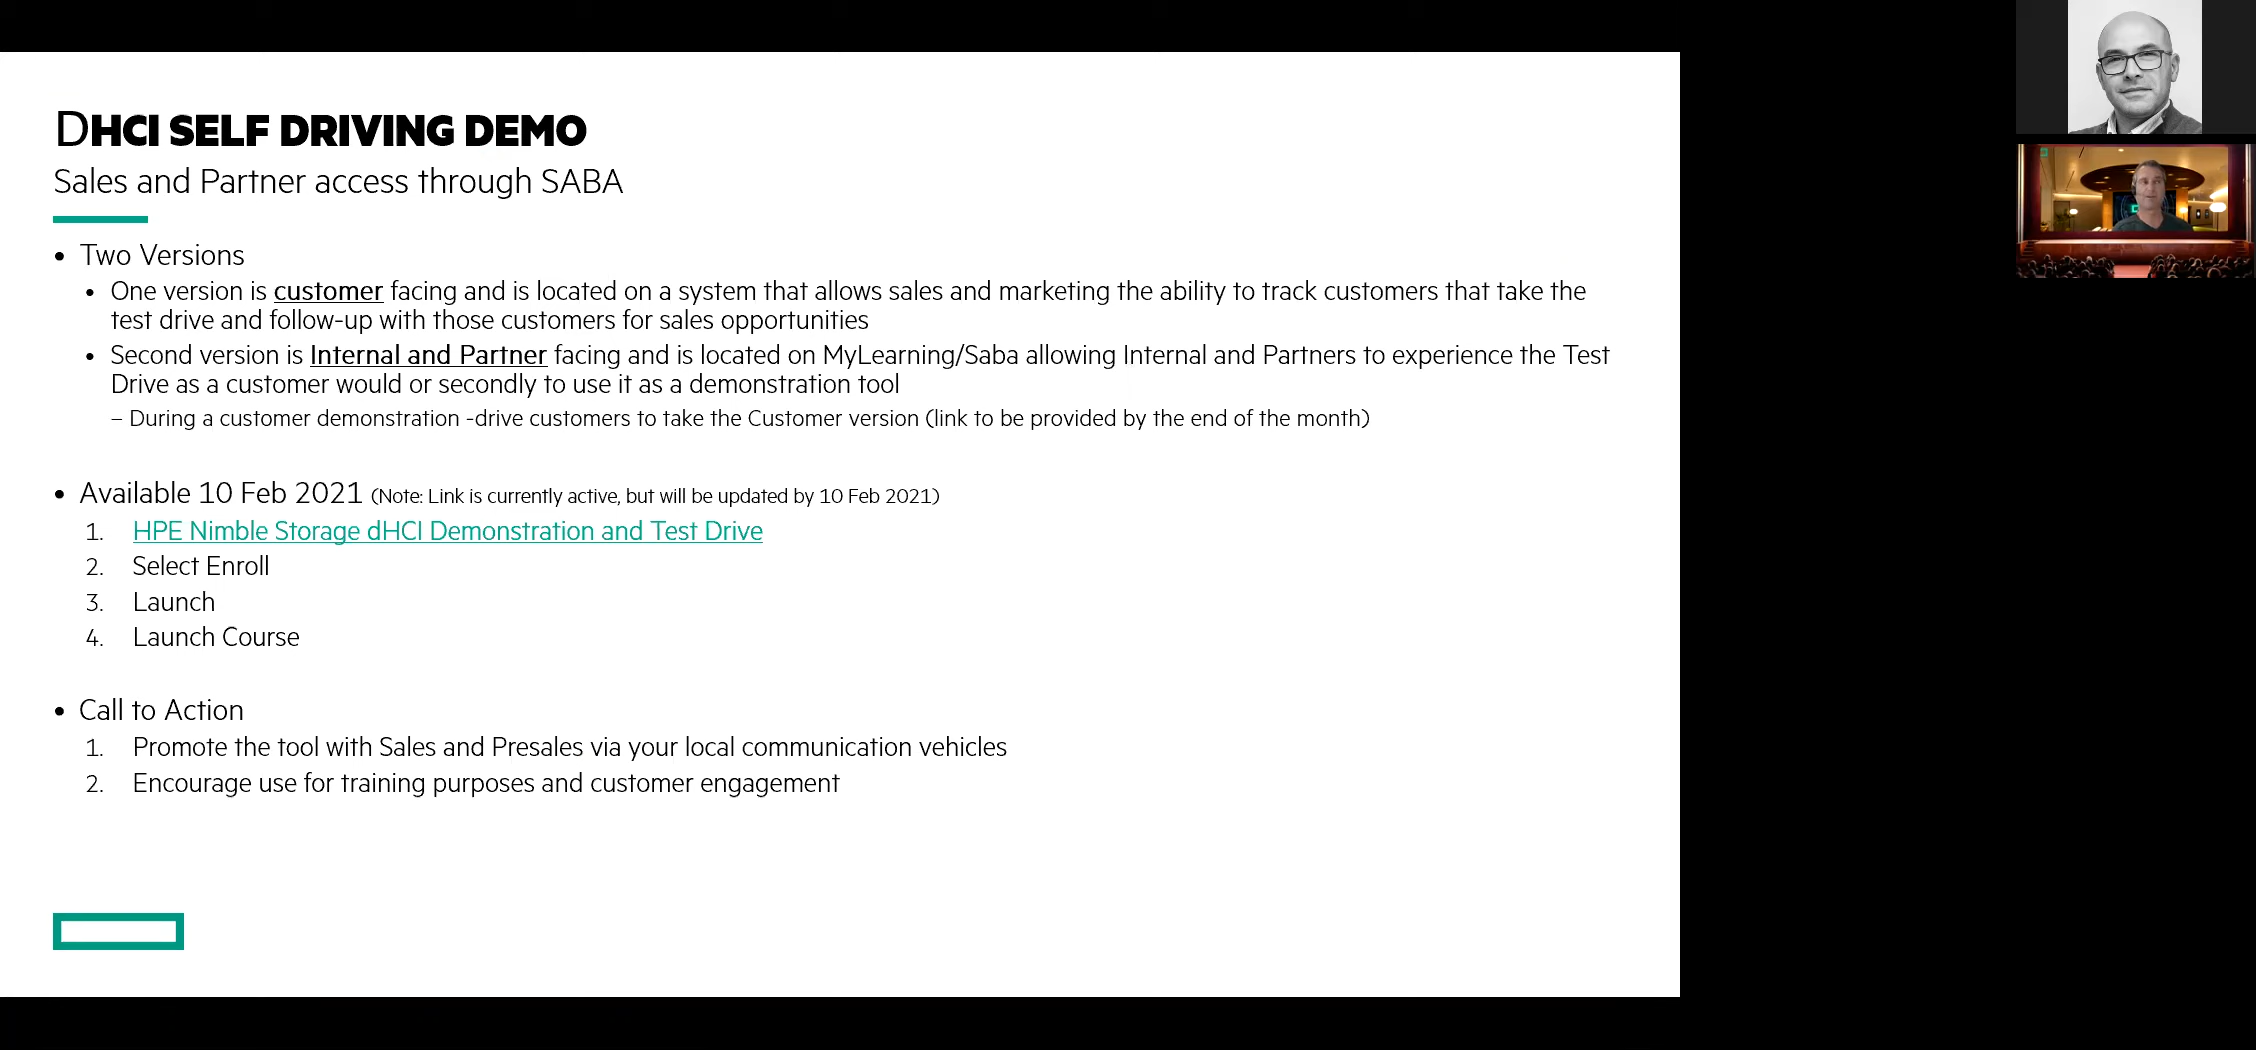 DHCI SELF DRIVING DEMO
Sales and Partner access through SABA
• Two Versions
• One version is customer facing and is located on a system that allows sales and marketing the ability to track customers that take the
test drive and follow-up with those customers for sales opportunities
• Second version is Internal and Partner facing and is located on MyLearning/Saba allowing Internal and Partners to experience the Test
Drive as a customer would or secondly to use it as a demonstration tool
– During a customer demonstration -drive customers to take the Customer version (link to be provided by the end of the month)
• Available 10 Feb 2021 (Note: Link is currently active, but will be updated by 10 Feb 2021)
1. HPE Nimble Storage dHCI Demonstration and Test Drive
2. Select Enroll
3. Launch
4. Launch Course
• Call to Action
1. Promote the tool with Sales and Presales via your local communication vehicles
2. Encourage use for training purposes and customer engagement